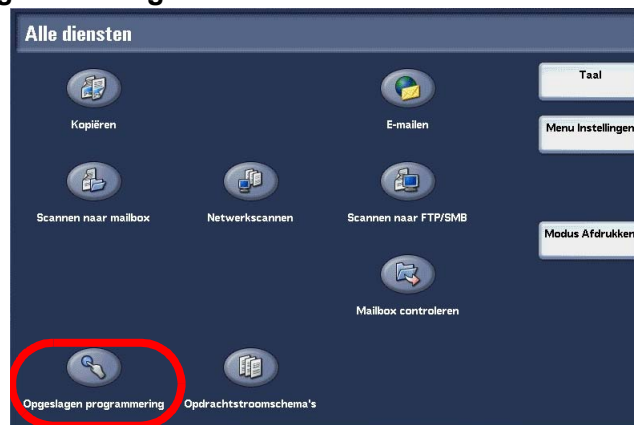 Alle diensten
Taal
Kopiëren
E-mailen
Menu Instellingen
Scannen naar mailbox
Netwerkscannen
Scannen naar FTP/SMB
Modus Afdrukken
Mailbox controleren
Opgeslagen programmering
Opdrachtstroomschema's